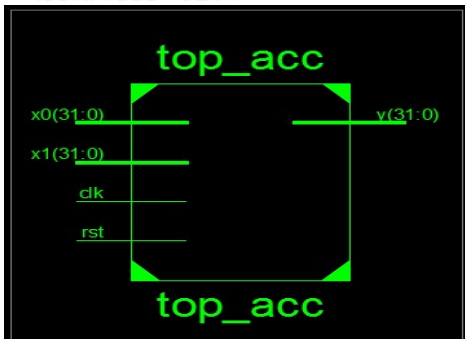 top_acc
x0(31:0)
y(31:0)
x1(31:0)
clk
rst
top_acc